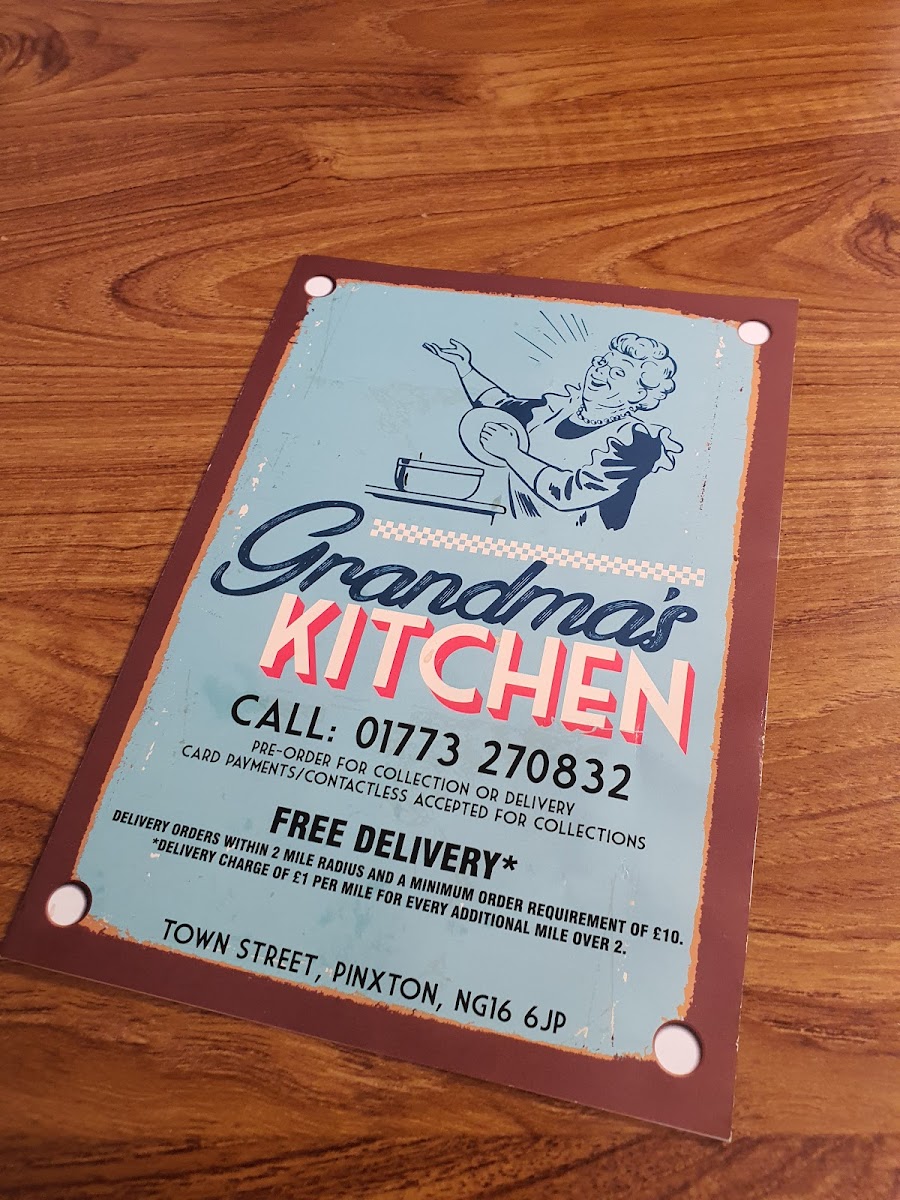 Grandma's
KITCHEN
CALL: 01773 270832
PRE-ORDER FOR COLLECTION OR DELIVERY
CARD PAYMENTS/CONTACTLESS ACCEPTED FOR COLLECTIONS
FREE DELIVERY*
DELIVERY ORDERS WITHIN 2 MILE RADIUS AND A MINIMUM ORDER REQUIREMENT OF £10.
*DELIVERY CHARGE OF £1 PER MILE FOR EVERY ADDITIONAL MILE OVER 2.
TOWN STREET, PINXTON, NG16 6JP